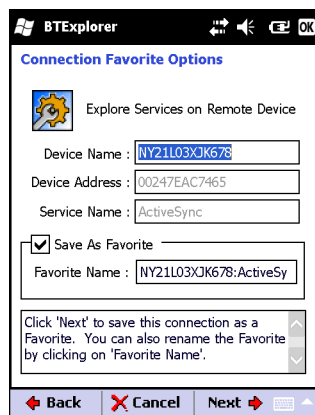 BTExplorer
OK
Connection Favorite Options
Explore Services on Remote Device
Device Name : NY21L03XJK678
Device Address : 00247EAC7465
Service Name : ActiveSync
Save As Favorite
Favorite Name : NY21L03XJK678:ActiveSy
Click 'Next' to save this connection as a
Favorite. You can also rename the Favorite
by clicking on 'Favorite Name'.
Back Cancel Next